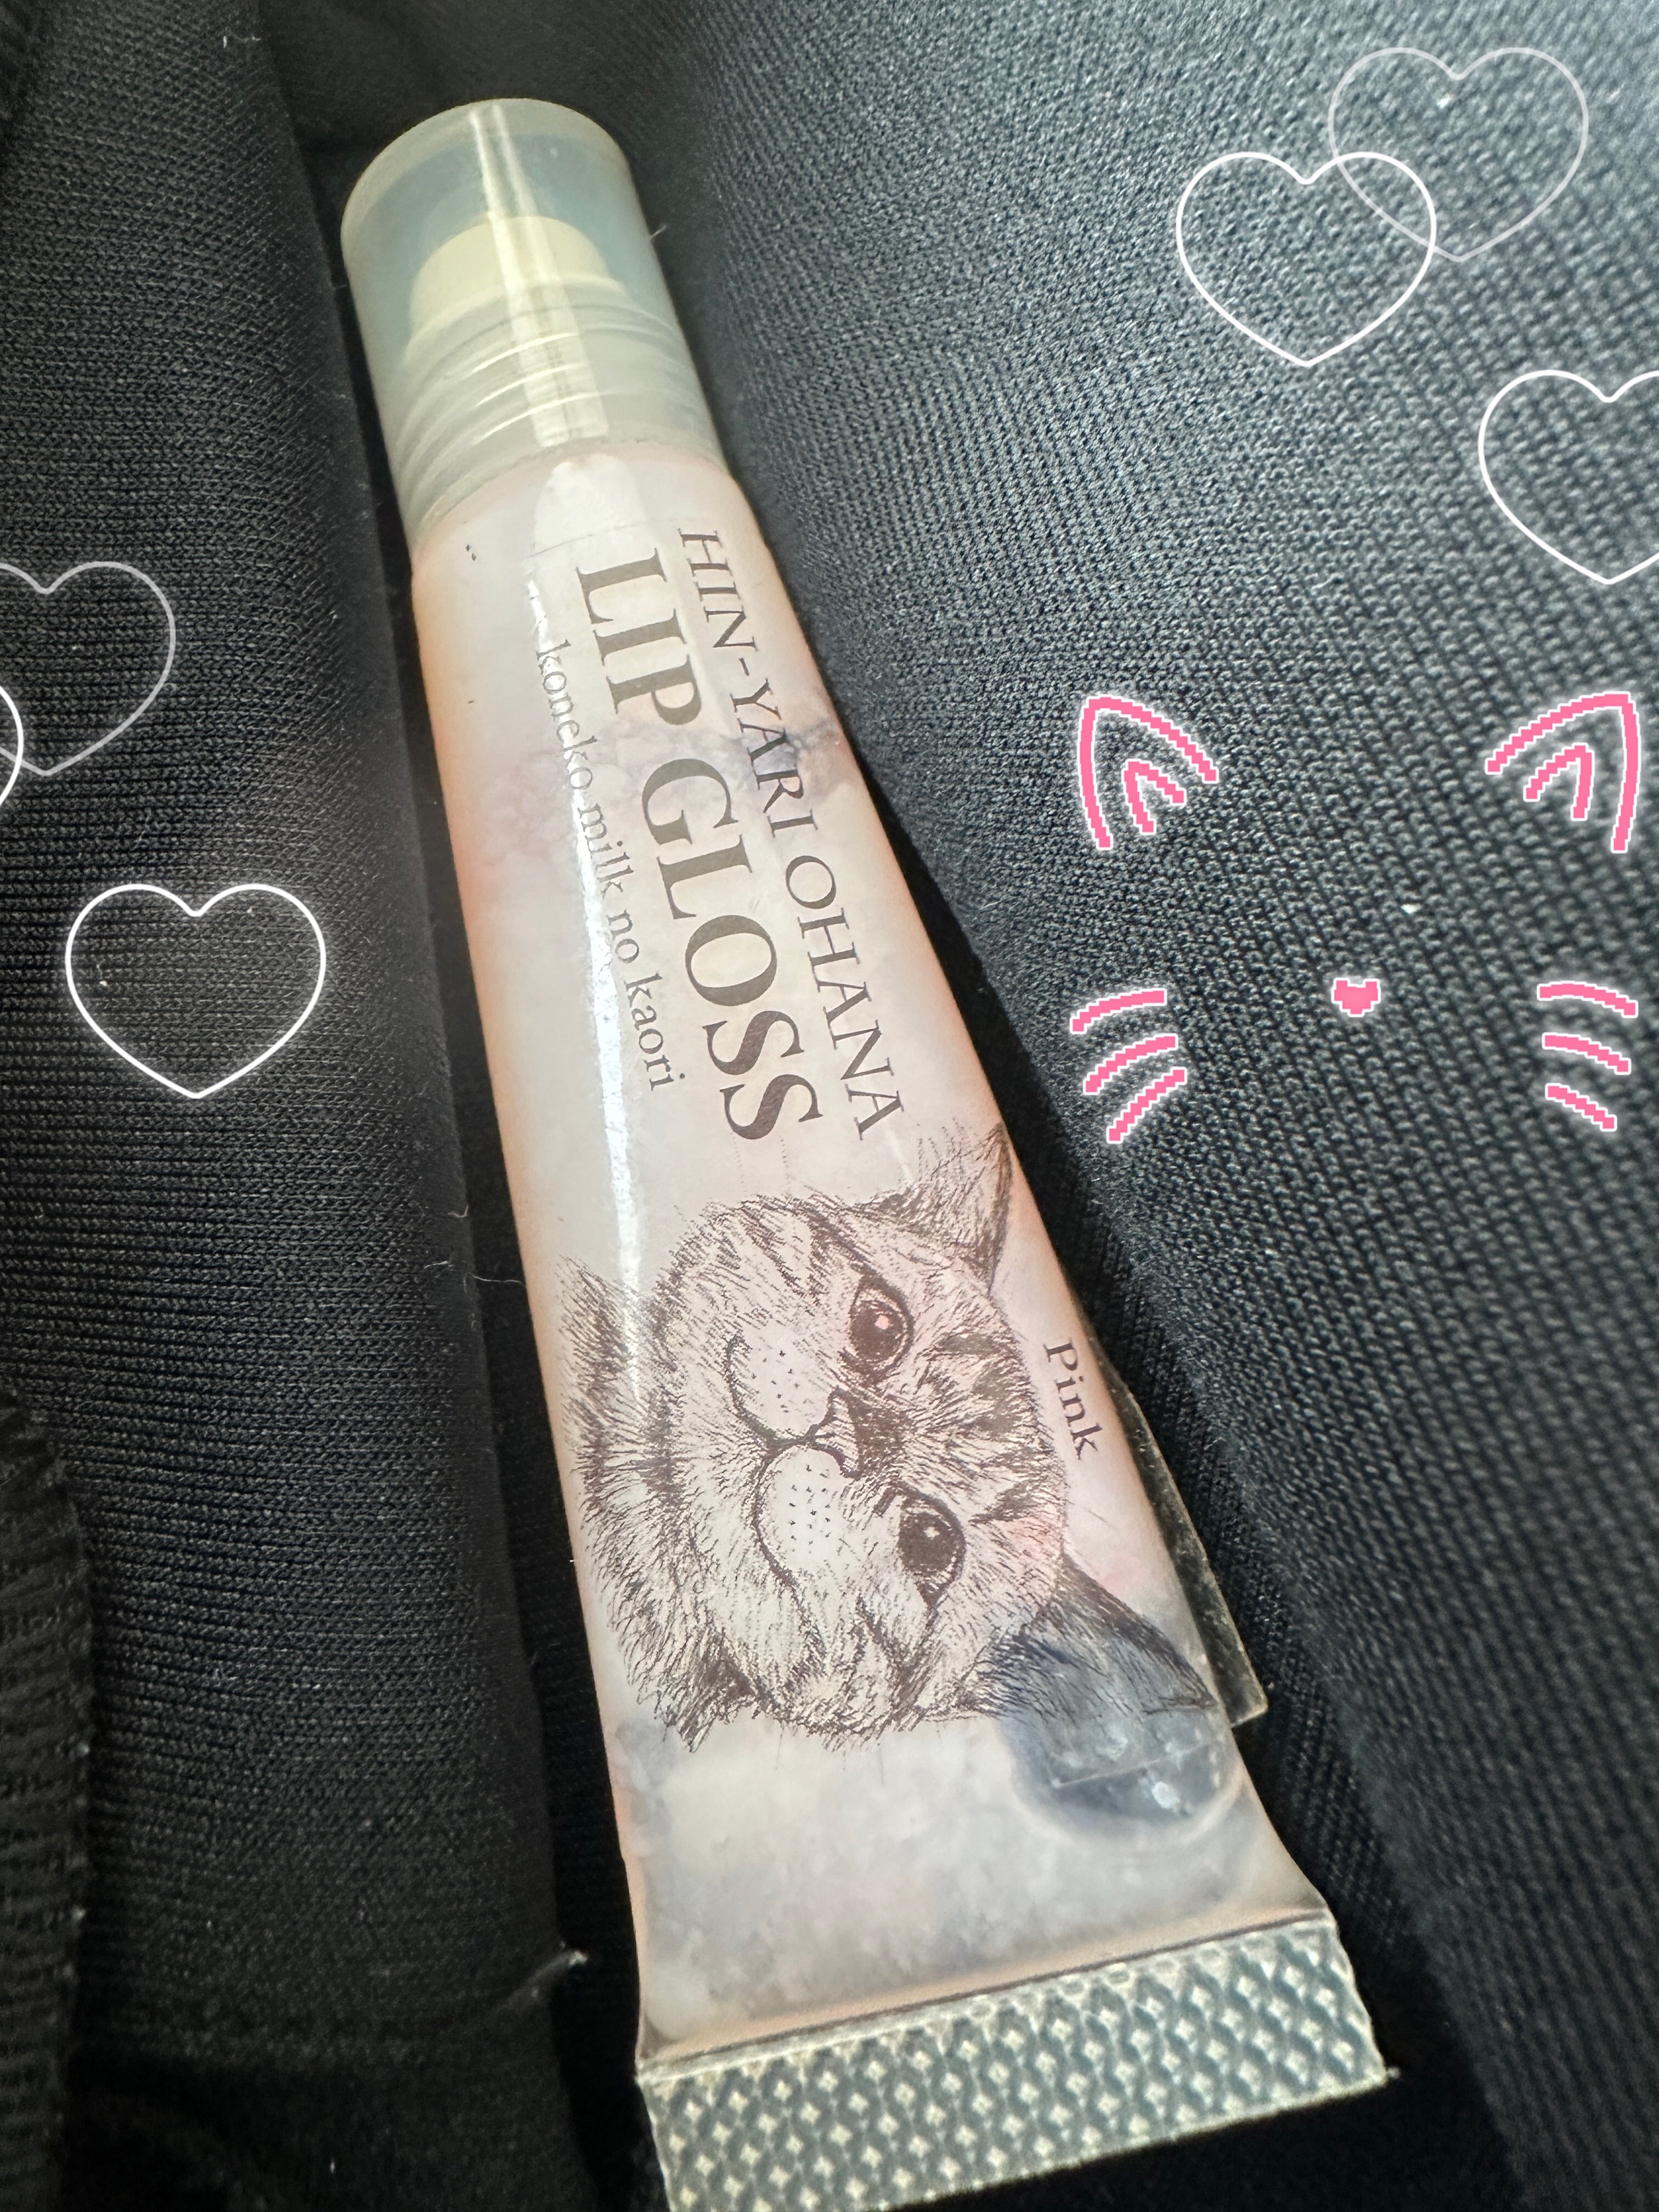 HIN-YARI OHANA
LIP GLOSS
koneko milk no kaori
Pink